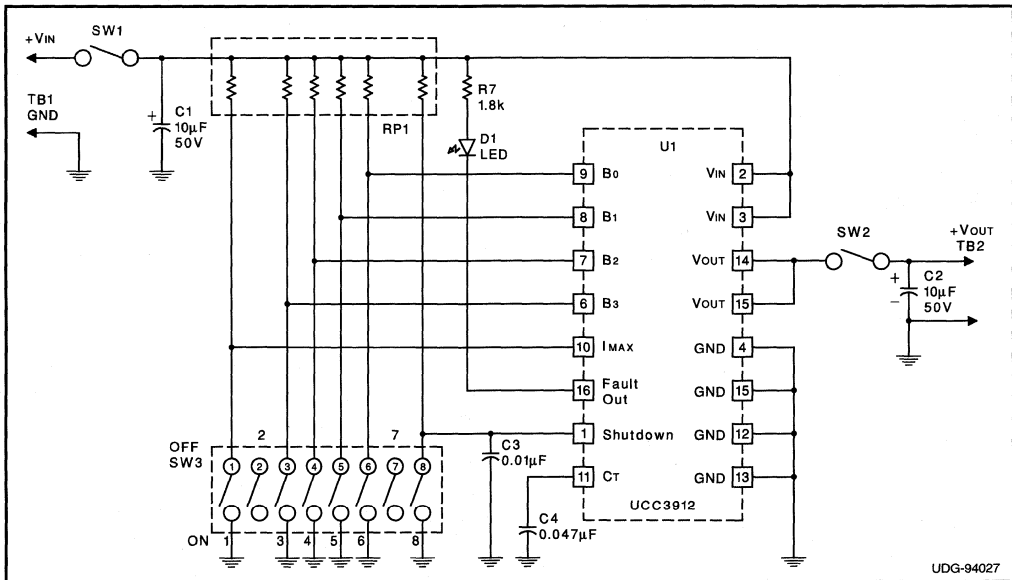 +VIN
SW1
TB1
GND
+
C1
10µF
50V
RP1
R7
1.8k
D1
LED
U1
9 B0
8 B1
7 B2
6 B3
10 IMAX
16 Fault
Out
1 Shutdown
11 CT
VIN 2
VIN 3
VOUT 14
VOUT 15
GND 4
GND 15
GND 12
GND 13
UCC3912
SW2
+VOUT
TB2
+
−
C2
10µF
50V
2 7
OFF
SW3
1 2 3 4 5 6 7 8
ON
1 3 4 5 6 8
C3
0.01µF
C4
0.047µF
UDG-94027